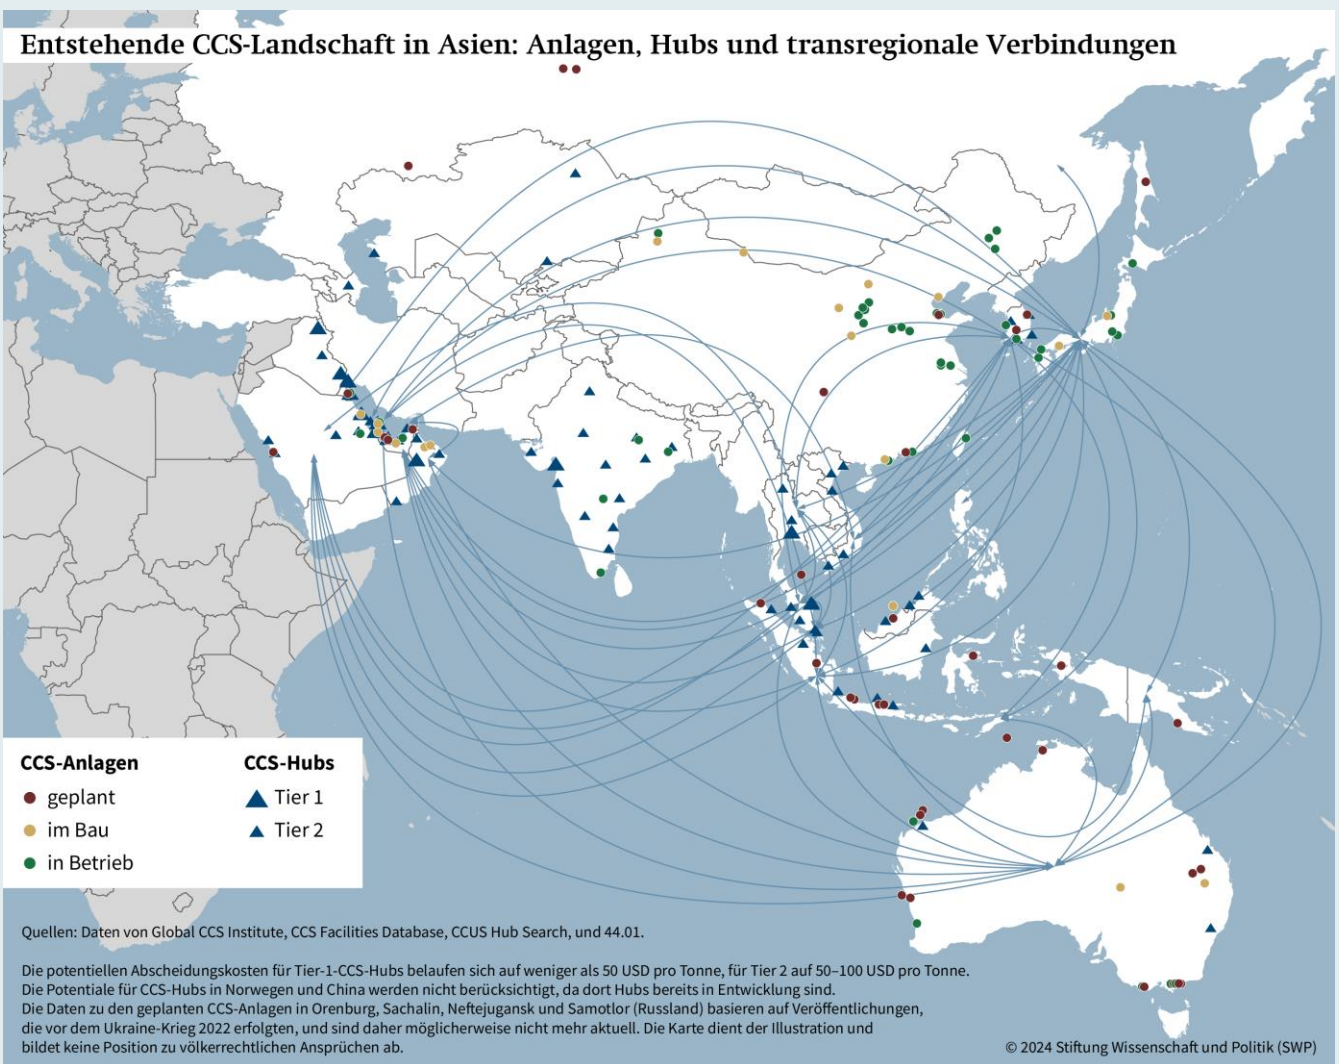 Entstehende CCS-Landschaft in Asien: Anlagen, Hubs und transregionale Verbindungen
CCS-Anlagen
geplant
im Bau
in Betrieb
CCS-Hubs
Tier 1
Tier 2
Quellen: Daten von Global CCS Institute, CCS Facilities Database, CCUS Hub Search, und 44.01.
Die potentiellen Abscheidungskosten für Tier-1-CCS-Hubs belaufen sich auf weniger als 50 USD pro Tonne, für Tier 2 auf 50–100 USD pro Tonne.
Die Potentiale für CCS-Hubs in Norwegen und China werden nicht berücksichtigt, da dort Hubs bereits in Entwicklung sind.
Die Daten zu den geplanten CCS-Anlagen in Orenburg, Sachalin, Neftejugansk und Samotlor (Russland) basieren auf Veröffentlichungen,
die vor dem Ukraine-Krieg 2022 erfolgten, und sind daher möglicherweise nicht mehr aktuell. Die Karte dient der Illustration und
bildet keine Position zu völkerrechtlichen Ansprüchen ab.
© 2024 Stiftung Wissenschaft und Politik (SWP)